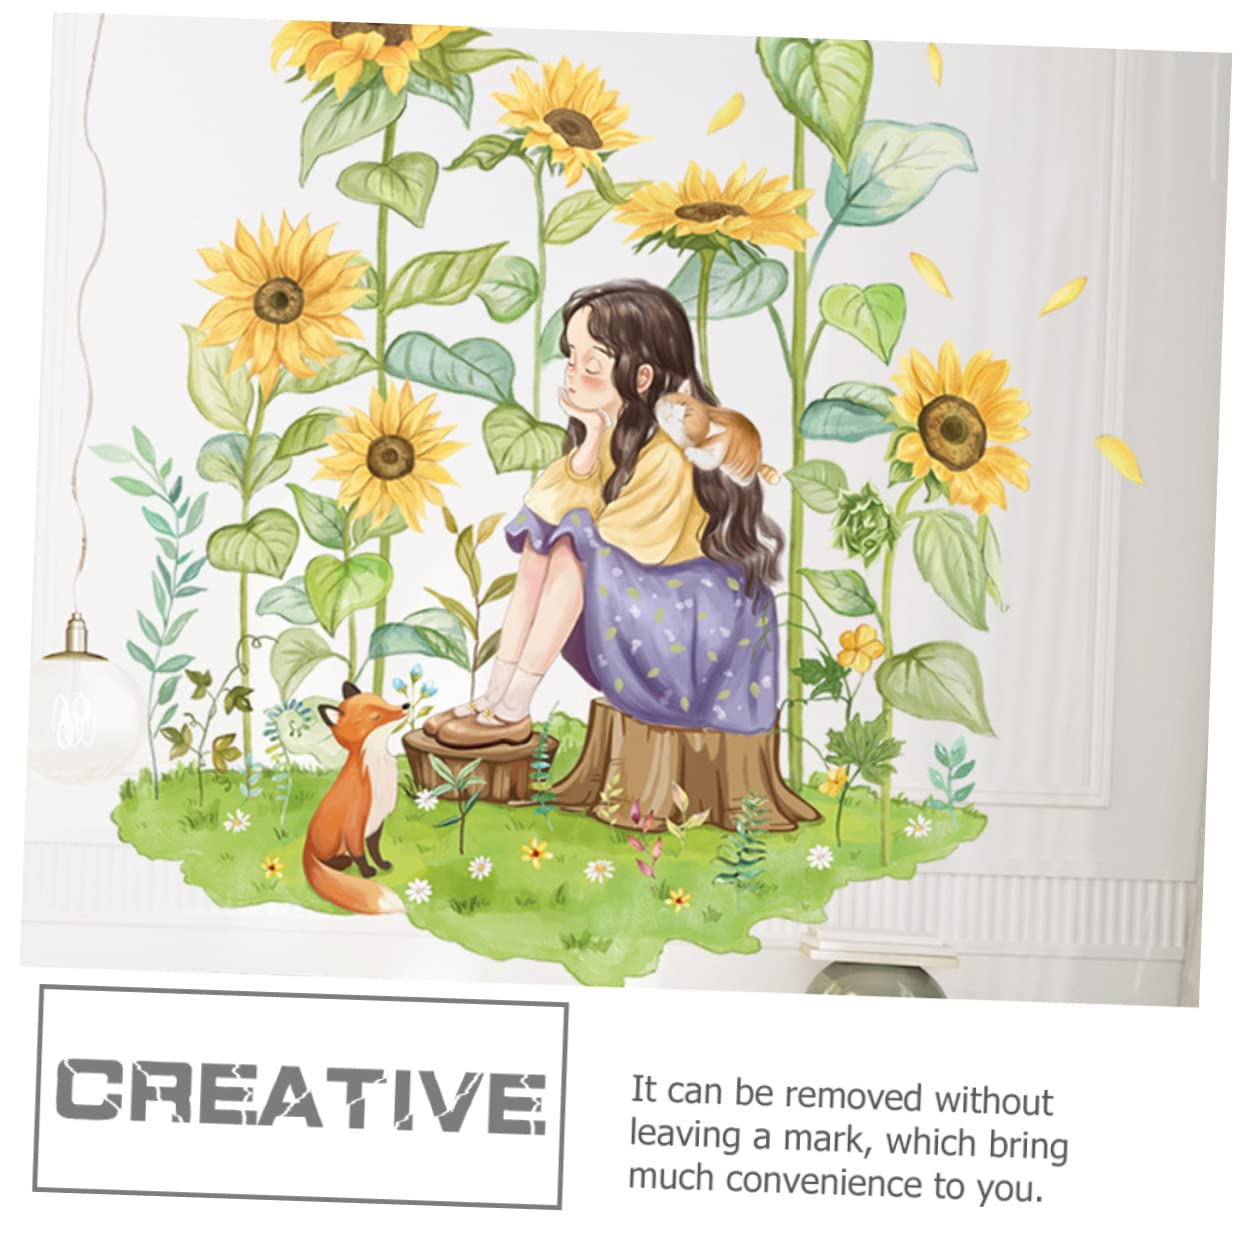 CREATIVE
It can be removed without
leaving a mark, which bring
much convenience to you.